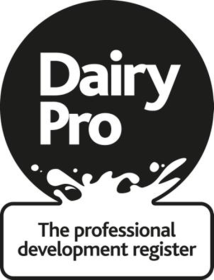 Dairy
Pro
The professional
development register